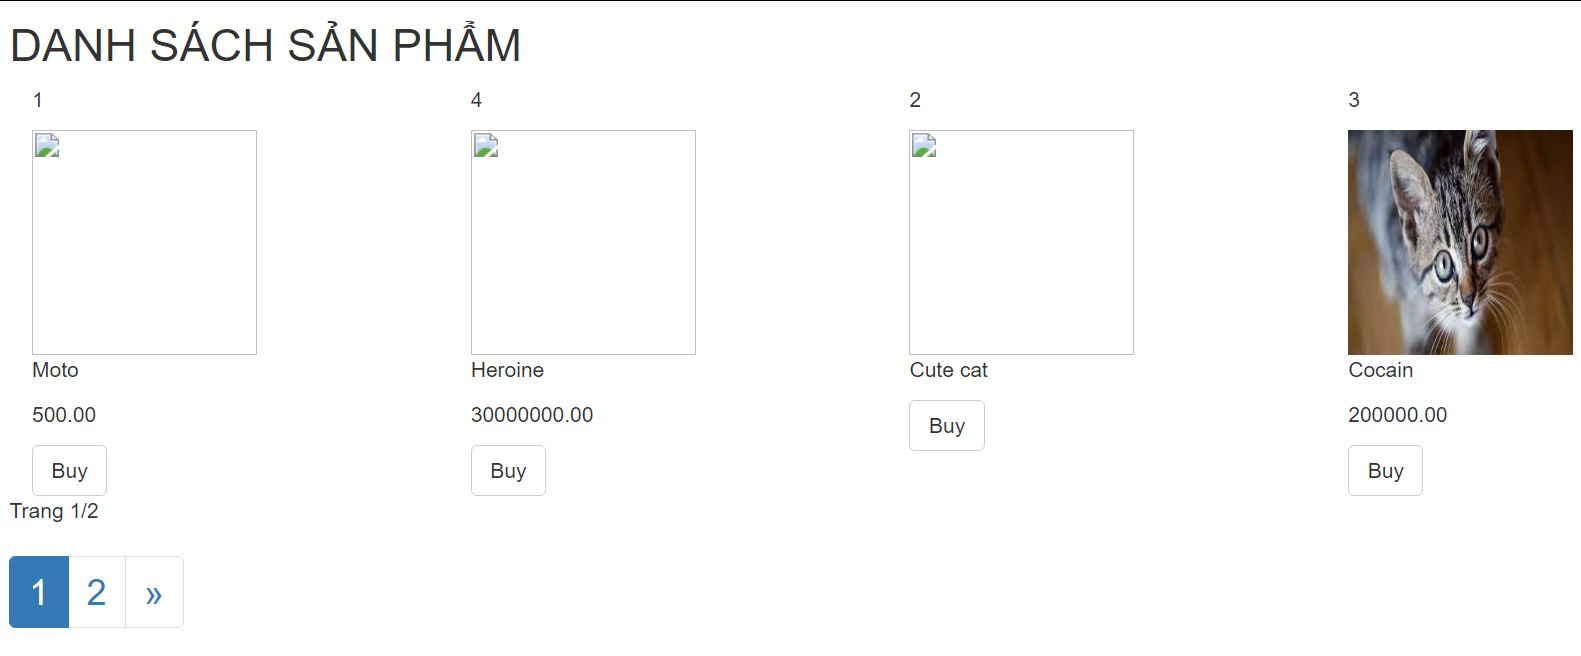 DANH SÁCH SẢN PHẨM
1
4
2
3
Moto
Heroine
Cute cat
Cocain
500.00
30000000.00
200000.00
Buy
Buy
Buy
Buy
Trang 1/2
1 2 »